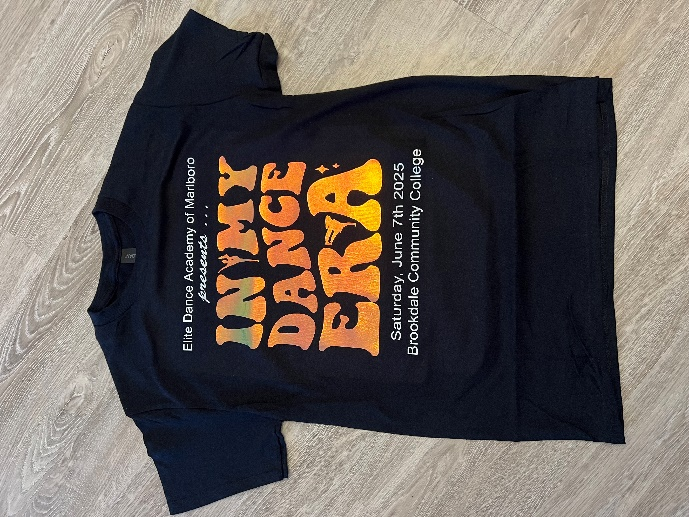 Elite Dance Academy of Marlboro
presents . . .
IN MY
DANCE
ERA
Saturday, June 7th 2025
Brookdale Community College